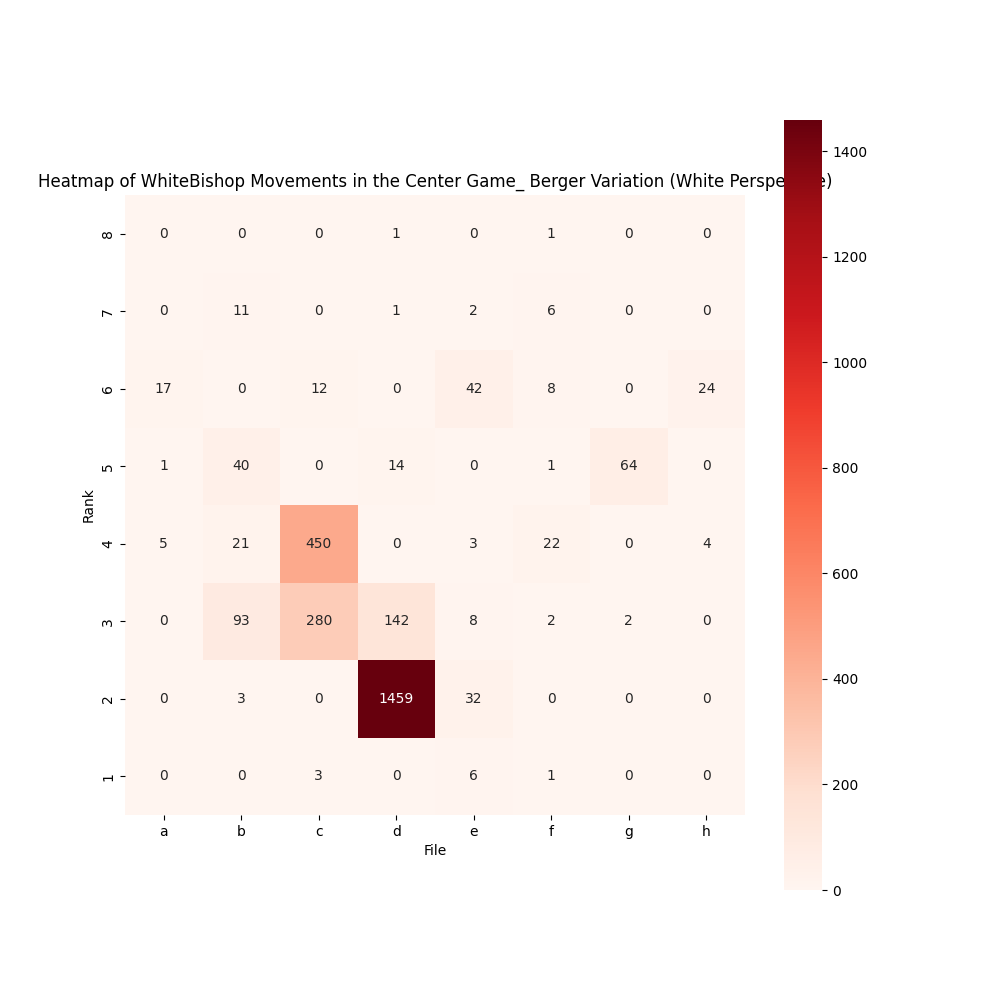 Heatmap of WhiteBishop Movements in the Center Game_ Berger Variation (White
1400
1200
1000
800
600
400
200
0
8 0 0 0 1 0 1 0 0
7 0 11 0 1 2 6 0 0
6 17 0 12 0 42 8 0 24
5 1 40 0 14 0 1 64 0
Rank
4 5 21 450 0 3 22 0 4
3 0 93 280 142 8 2 2 0
2 0 3 0 1459 32 0 0 0
1 0 0 3 0 6 1 0 0
a b c d e f g h
File